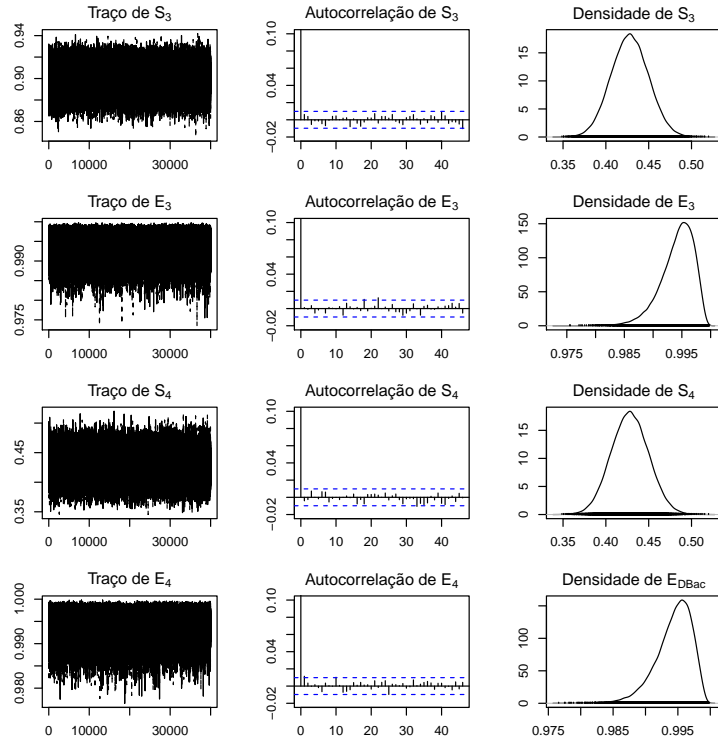 Traço de S3
Autocorrelação de S3
Densidade de S3
0.86 0.90 0.94
0 10000 30000
−0.02 0.04 0.10
0 10 20 30 40
0 5 10 15
0.35 0.40 0.45 0.50
Traço de E3
Autocorrelação de E3
Densidade de E3
0.975 0.990
0 10000 30000
−0.02 0.04 0.10
0 10 20 30 40
0 50 100 150
0.975 0.985 0.995
Traço de S4
Autocorrelação de S4
Densidade de S4
0.35 0.45
0 10000 30000
−0.02 0.04 0.10
0 10 20 30 40
0 5 10 15
0.35 0.40 0.45 0.50
Traço de E4
Autocorrelação de E4
Densidade de EDBac
0.980 0.990 1.000
0 10000 30000
−0.02 0.04 0.10
0 10 20 30 40
0 50 100
0.975 0.985 0.995